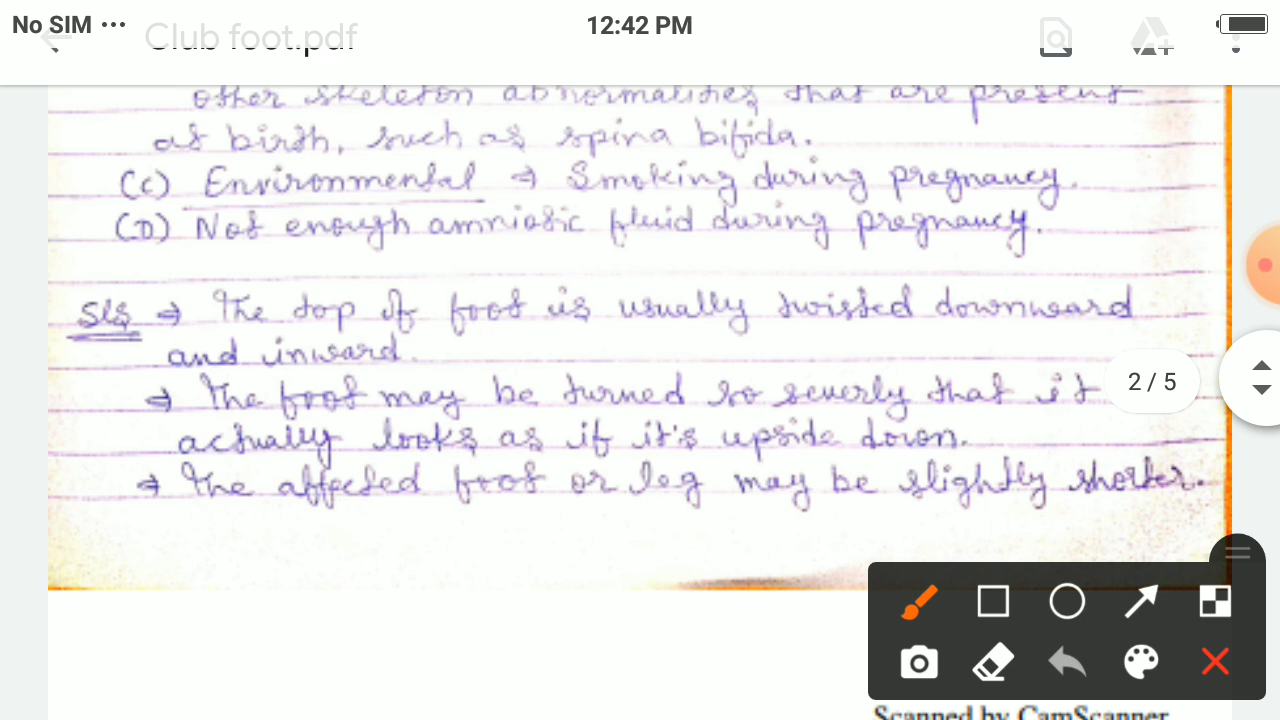 No SIM ••• 12:42 PM
Club foot.pdf
other skeleton abnormalities that are present
at birth, such as spina bifida.
(C) Environmental ⇒ Smoking during pregnancy.
(D) Not enough amniotic fluid during pregnancy.
S/S ⇒ The top of foot is usually twisted downward
and inward.
⇒ The foot may be turned so severly that it
2 / 5
actually looks as if it's upside down.
⇒ The affected foot or leg may be slightly shorter.
Scanned by CamScanner